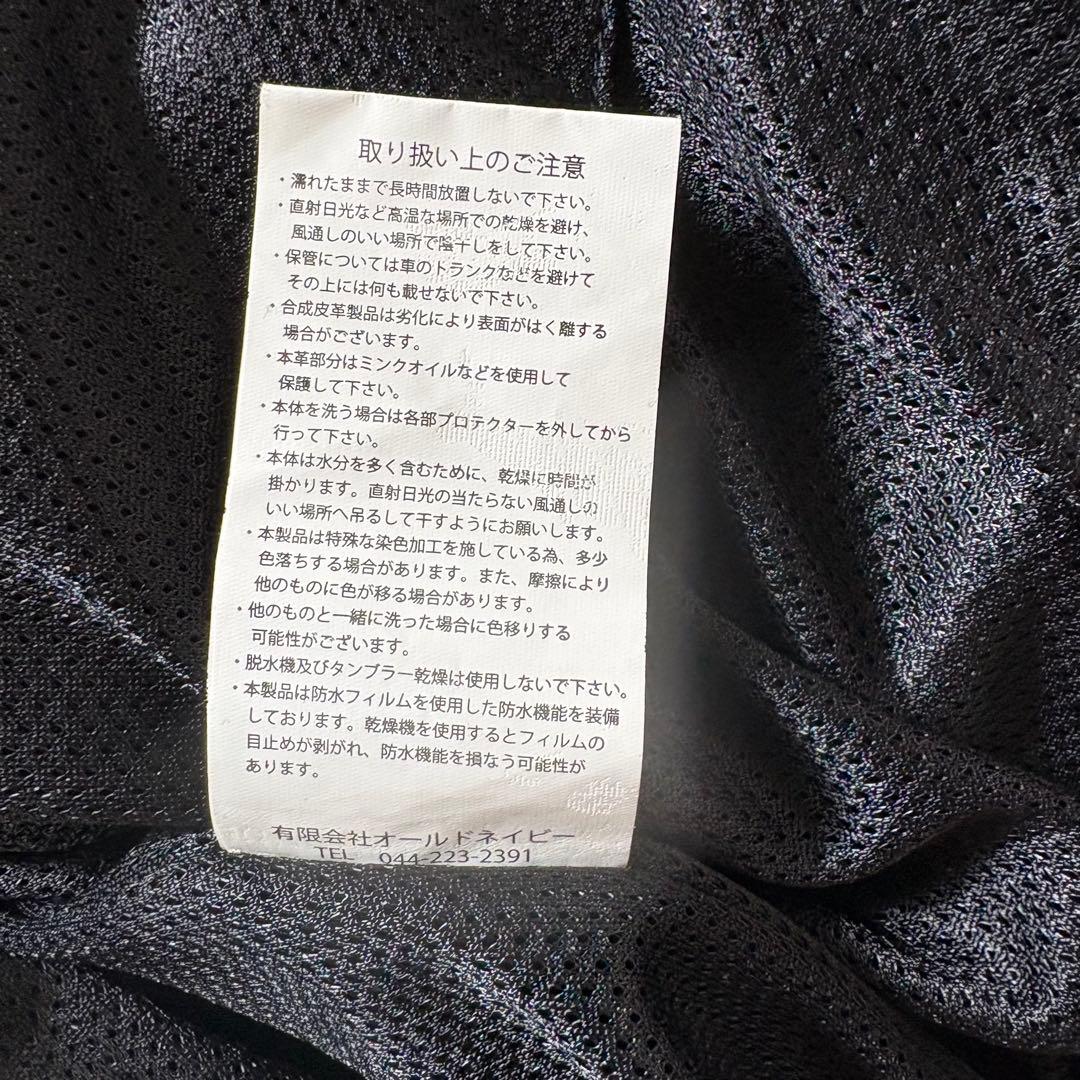 取り扱い上のご注意
・濡れたままで長時間放置しないで下さい。
・直射日光など高温な場所での乾燥を避け、
風通しのいい場所で陰干しをして下さい。
・保管については車のトランクなどを避けて
その上には何も載せないで下さい。
・合成皮革製品は劣化により表面がはく離する
場合がございます。
・本革部分はミンクオイルなどを使用して
保護して下さい。
・本体を洗う場合は各部プロテクターを外してから
行って下さい。
・本体は水分を多く含むために、乾燥に時間が
掛かります。直射日光の当たらない風通しの
いい場所へ吊るして干すようにお願いします。
・本製品は特殊な染色加工を施している為、多少
色落ちする場合があります。また、摩擦により
他のものに色が移る場合があります。
・他のものと一緒に洗った場合に色移りする
可能性がございます。
・脱水機及びタンブラー乾燥は使用しないで下さい。
・本製品は防水フィルムを使用した防水機能を装備
しております。乾燥機を使用するとフィルムの
目止めが剥がれ、防水機能を損なう可能性が
あります。
有限会社オールドネイビー
TEL 044-223-2391